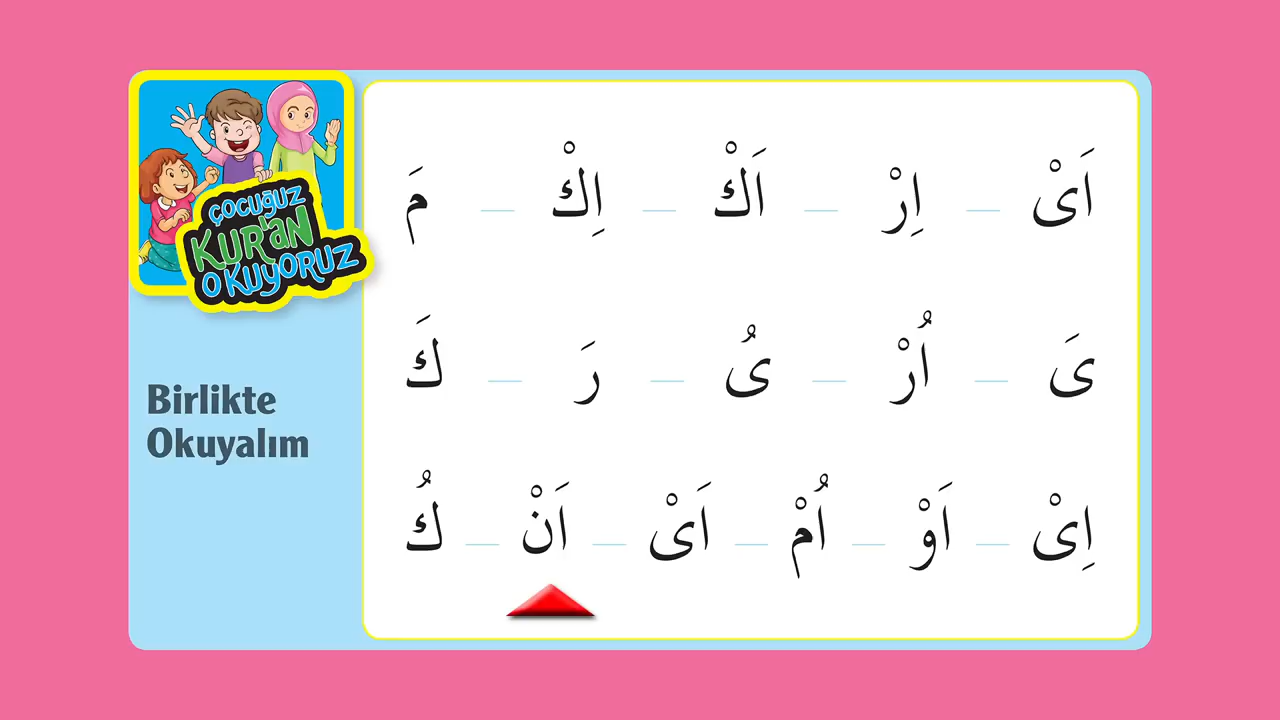 ÇOCUĞUZ
KUR'AN
OKUYORUZ
Birlikte
Okuyalım
اَىْ - اِرْ - اَكْ - اِكْ - مَ
ىَ - اُرْ - ىُ - رَ - كَ
اِىْ - اَوْ - اُمْ - اَىْ - اَنْ - كُ